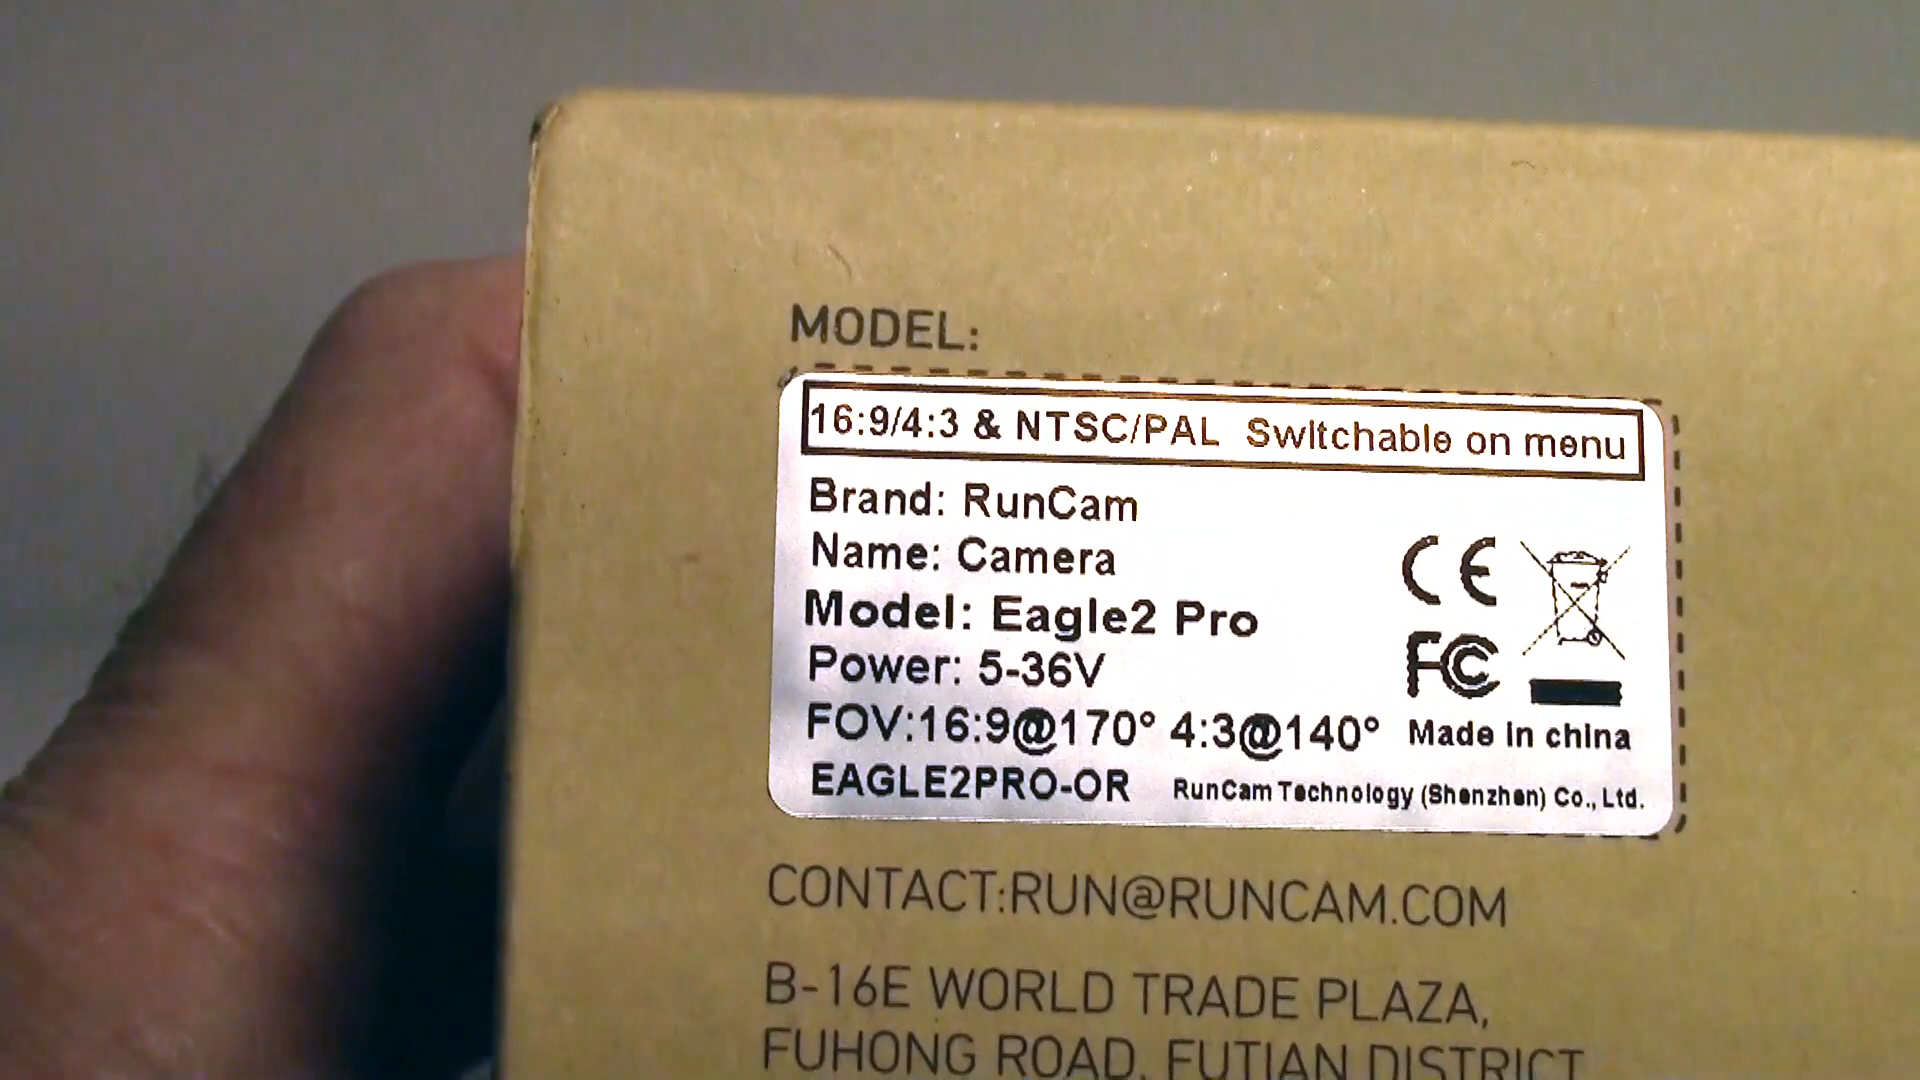 MODEL:
16:9/4:3 & NTSC/PAL Switchable on menu
Brand: RunCam
Name: Camera
Model: Eagle2 Pro
Power: 5-36V
FOV:16:9@170° 4:3@140°
EAGLE2PRO-OR
CE
FC
Made in china
RunCam Technology (Shenzhen) Co., Ltd.
CONTACT:RUN@RUNCAM.COM
B-16E WORLD TRADE PLAZA,
FUHONG ROAD, FUTIAN DISTRICT